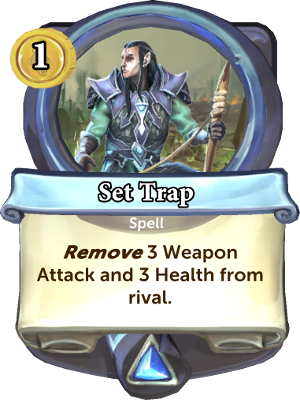 1
Set Trap
Spell
Remove 3 Weapon
Attack and 3 Health from
rival.